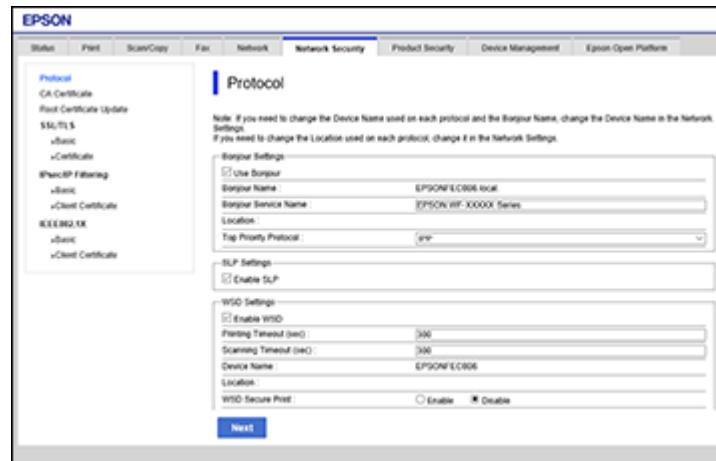 EPSON
Status Print Scan/Copy Fax Network Network Security Product Security Device Management Epson Open Platform
Protocol
CA Certificate
Root Certificate Update
SSL/TLS
»Basic
»Certificate
IPsec/IP Filtering
»Basic
»Client Certificate
IEEE802.1X
»Basic
»Client Certificate
Protocol
Note: If you need to change the Device Name used on each protocol and the Bonjour Name, change the Device Name in the Network
Settings.
If you need to change the Location used on each protocol, change it in the Network Settings.
Bonjour Settings
Use Bonjour
Bonjour Name : EPSONFEC806.local.
Bonjour Service Name : EPSON WF-XXXXX Series
Location :
Top Priority Protocol : IPP
SLP Settings
Enable SLP
WSD Settings
Enable WSD
Printing Timeout (sec) : 300
Scanning Timeout (sec) : 300
Device Name : EPSONFEC806
Location :
WSD Secure Print : Enable Disable
Next